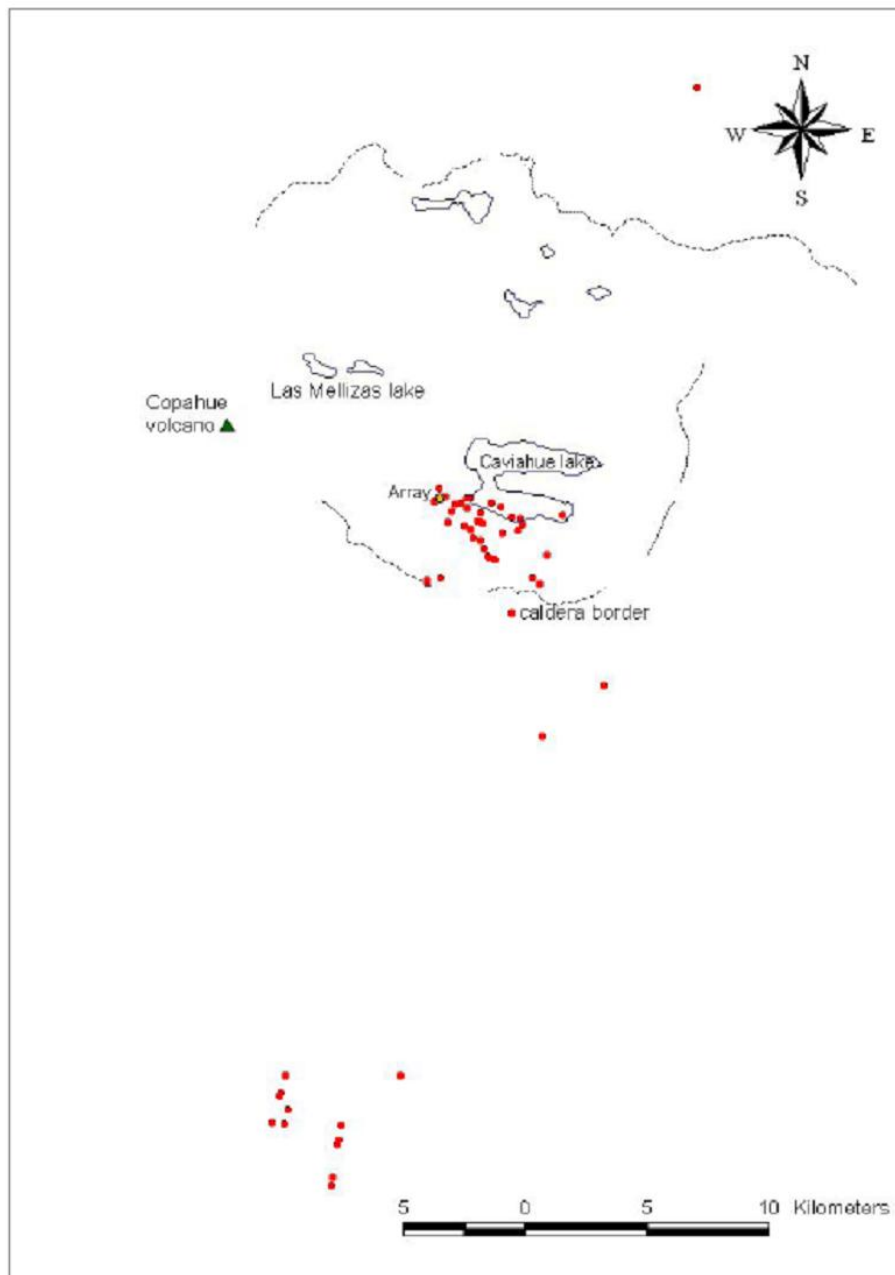 N
W E
S
Las Mellizas lake
Copahue
volcano
Caviahue lake
Array
caldera border
5 0 5 10 Kilometers